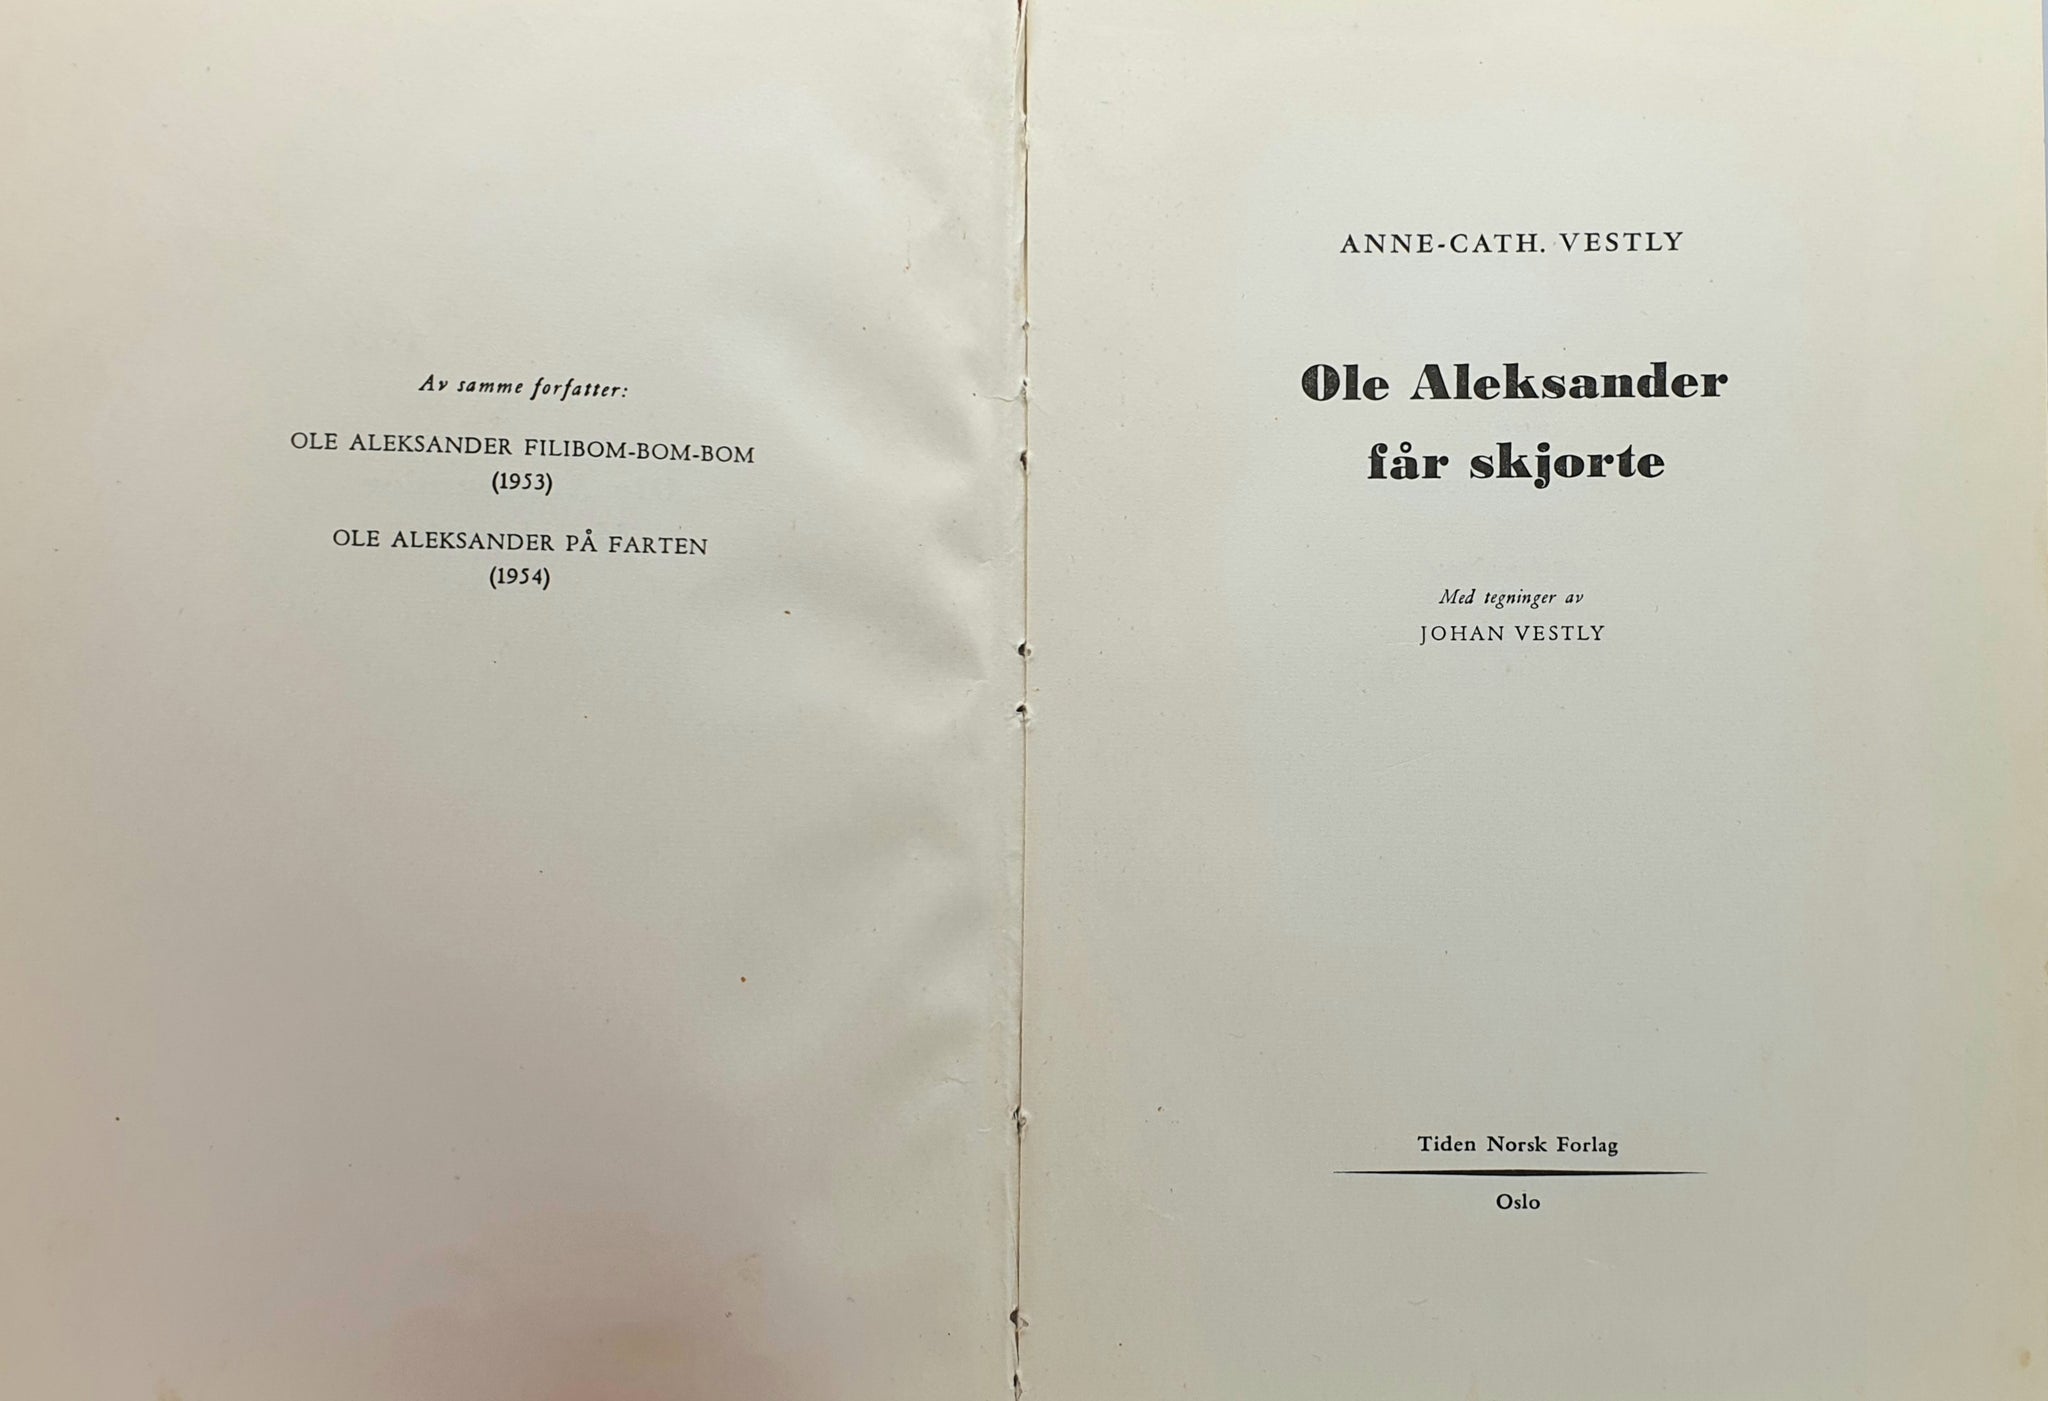 Av samme forfatter:
OLE ALEKSANDER FILIBOM-BOM-BOM
(1953)
OLE ALEKSANDER PÅ FARTEN
(1954)
ANNE-CATH. VESTLY
Ole Aleksander
får skjorte
Med tegninger av
JOHAN VESTLY
Tiden Norsk Forlag
Oslo